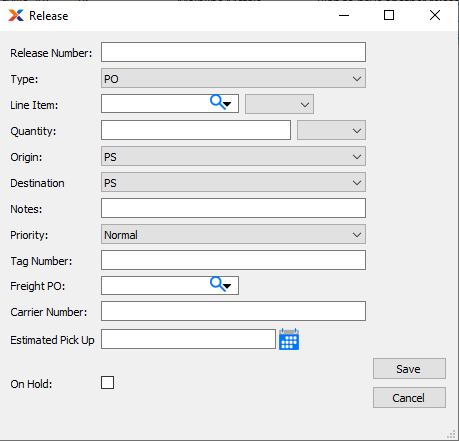 Release
Release Number:
Type: PO
Line Item:
Quantity:
Origin: PS
Destination PS
Notes:
Priority: Normal
Tag Number:
Freight PO:
Carrier Number:
Estimated Pick Up
Save
On Hold:
Cancel